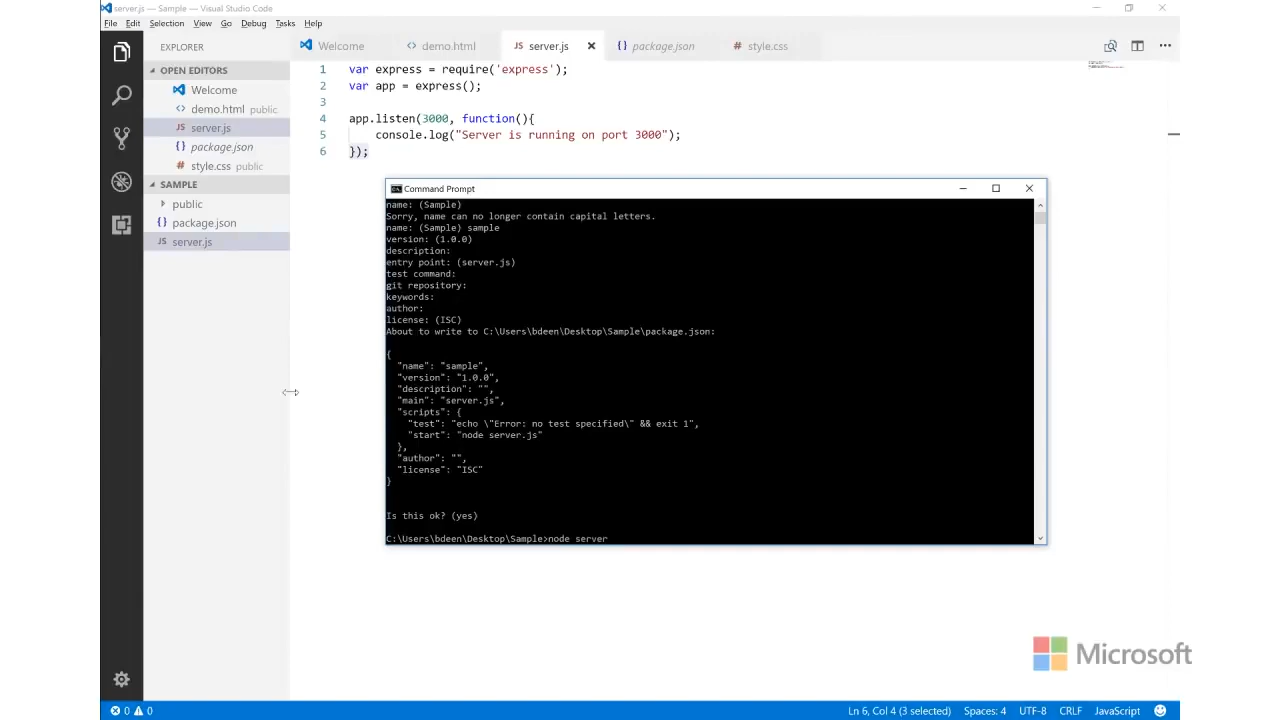 server.js — Sample — Visual Studio Code
File Edit Selection View Go Debug Tasks Help
EXPLORER
OPEN EDITORS
Welcome
demo.html public
JS server.js
{} package.json
# style.css public
SAMPLE
public
{} package.json
JS server.js
Welcome
<> demo.html
JS server.js
{} package.json
# style.css
1 var express = require('express');
2 var app = express();
3
4 app.listen(3000, function(){
5 console.log("Server is running on port 3000");
6 });
Command Prompt
name: (Sample)
Sorry, name can no longer contain capital letters.
name: (Sample) sample
version: (1.0.0)
description:
entry point: (server.js)
test command:
git repository:
keywords:
author:
license: (ISC)
About to write to C:\Users\bdeen\Desktop\Sample\package.json:
{
"name": "sample",
"version": "1.0.0",
"description": "",
"main": "server.js",
"scripts": {
"test": "echo \"Error: no test specified\" && exit 1",
"start": "node server.js"
},
"author": "",
"license": "ISC"
}
Is this ok? (yes)
C:\Users\bdeen\Desktop\Sample>node server
Microsoft
0 0
Ln 6, Col 4 (3 selected) Spaces: 4 UTF-8 CRLF JavaScript